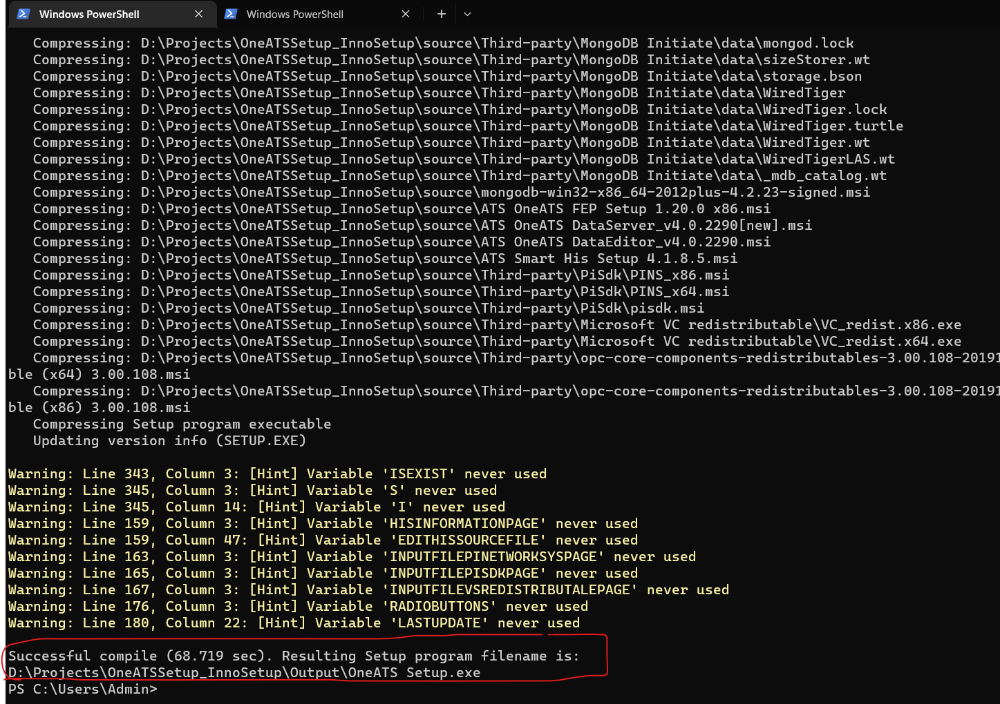 Windows PowerShell
Windows PowerShell
Compressing: D:\Projects\OneATSSetup_InnoSetup\source\Third-party\MongoDB Initiate\data\mongod.lock
Compressing: D:\Projects\OneATSSetup_InnoSetup\source\Third-party\MongoDB Initiate\data\sizeStorer.wt
Compressing: D:\Projects\OneATSSetup_InnoSetup\source\Third-party\MongoDB Initiate\data\storage.bson
Compressing: D:\Projects\OneATSSetup_InnoSetup\source\Third-party\MongoDB Initiate\data\WiredTiger
Compressing: D:\Projects\OneATSSetup_InnoSetup\source\Third-party\MongoDB Initiate\data\WiredTiger.lock
Compressing: D:\Projects\OneATSSetup_InnoSetup\source\Third-party\MongoDB Initiate\data\WiredTiger.turtle
Compressing: D:\Projects\OneATSSetup_InnoSetup\source\Third-party\MongoDB Initiate\data\WiredTiger.wt
Compressing: D:\Projects\OneATSSetup_InnoSetup\source\Third-party\MongoDB Initiate\data\WiredTigerLAS.wt
Compressing: D:\Projects\OneATSSetup_InnoSetup\source\Third-party\MongoDB Initiate\data\_mdb_catalog.wt
Compressing: D:\Projects\OneATSSetup_InnoSetup\source\mongodb-win32-x86_64-2012plus-4.2.23-signed.msi
Compressing: D:\Projects\OneATSSetup_InnoSetup\source\ATS OneATS FEP Setup 1.20.0 x86.msi
Compressing: D:\Projects\OneATSSetup_InnoSetup\source\ATS OneATS DataServer_v4.0.2290[new].msi
Compressing: D:\Projects\OneATSSetup_InnoSetup\source\ATS OneATS DataEditor_v4.0.2290.msi
Compressing: D:\Projects\OneATSSetup_InnoSetup\source\ATS Smart His Setup 4.1.8.5.msi
Compressing: D:\Projects\OneATSSetup_InnoSetup\source\Third-party\PiSdk\PINS_x86.msi
Compressing: D:\Projects\OneATSSetup_InnoSetup\source\Third-party\PiSdk\PINS_x64.msi
Compressing: D:\Projects\OneATSSetup_InnoSetup\source\Third-party\PiSdk\pisdk.msi
Compressing: D:\Projects\OneATSSetup_InnoSetup\source\Third-party\Microsoft VC redistributable\VC_redist.x86.exe
Compressing: D:\Projects\OneATSSetup_InnoSetup\source\Third-party\Microsoft VC redistributable\VC_redist.x64.exe
Compressing: D:\Projects\OneATSSetup_InnoSetup\source\Third-party\opc-core-components-redistributables-3.00.108-20191
ble (x64) 3.00.108.msi
Compressing: D:\Projects\OneATSSetup_InnoSetup\source\Third-party\opc-core-components-redistributables-3.00.108-20191
ble (x86) 3.00.108.msi
Compressing Setup program executable
Updating version info (SETUP.EXE)
Warning: Line 343, Column 3: [Hint] Variable 'ISEXIST' never used
Warning: Line 345, Column 3: [Hint] Variable 'S' never used
Warning: Line 345, Column 14: [Hint] Variable 'I' never used
Warning: Line 159, Column 3: [Hint] Variable 'HISINFORMATIONPAGE' never used
Warning: Line 159, Column 47: [Hint] Variable 'EDITHISSOURCEFILE' never used
Warning: Line 163, Column 3: [Hint] Variable 'INPUTFILEPINETWORKSYSPAGE' never used
Warning: Line 165, Column 3: [Hint] Variable 'INPUTFILEPISDKPAGE' never used
Warning: Line 167, Column 3: [Hint] Variable 'INPUTFILEVSREDISTRIBUTALEPAGE' never used
Warning: Line 176, Column 3: [Hint] Variable 'RADIOBUTTONS' never used
Warning: Line 180, Column 22: [Hint] Variable 'LASTUPDATE' never used
Successful compile (68.719 sec). Resulting Setup program filename is:
D:\Projects\OneATSSetup_InnoSetup\Output\OneATS Setup.exe
PS C:\Users\Admin>